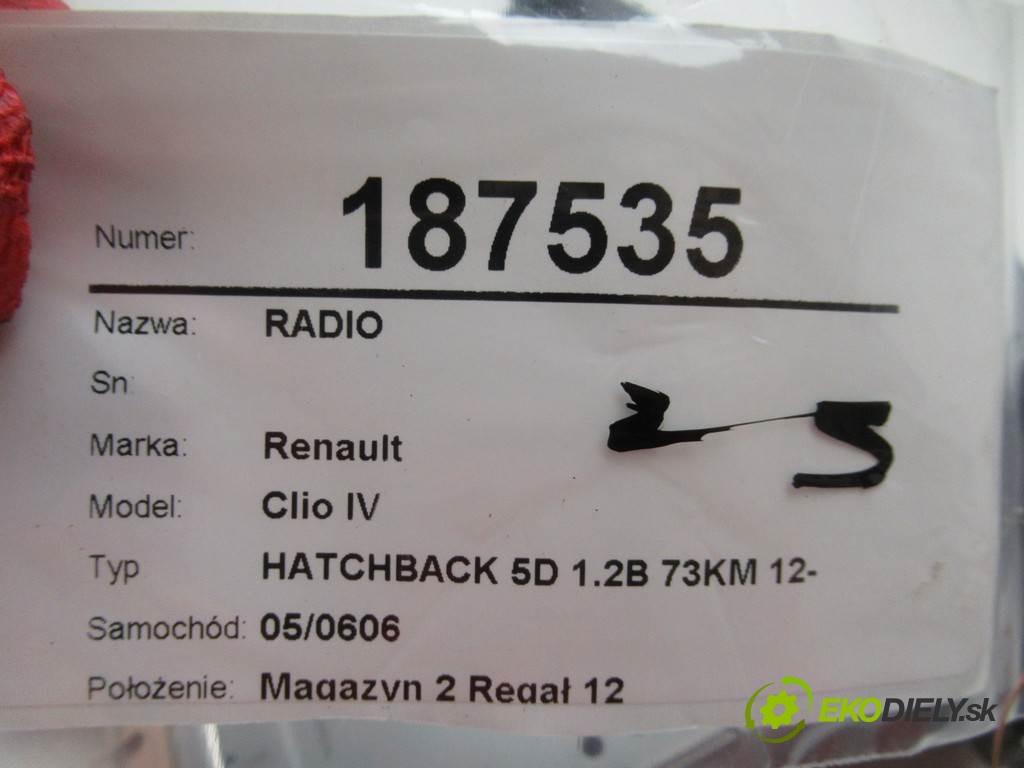 Numer: 187535
Nazwa: RADIO
Sn:
2-5
Marka: Renault
Model: Clio IV
Typ HATCHBACK 5D 1.2B 73KM 12-
Samochód: 05/0606
Położenie: Magazyn 2 Regał 12
EKODIELY.sk